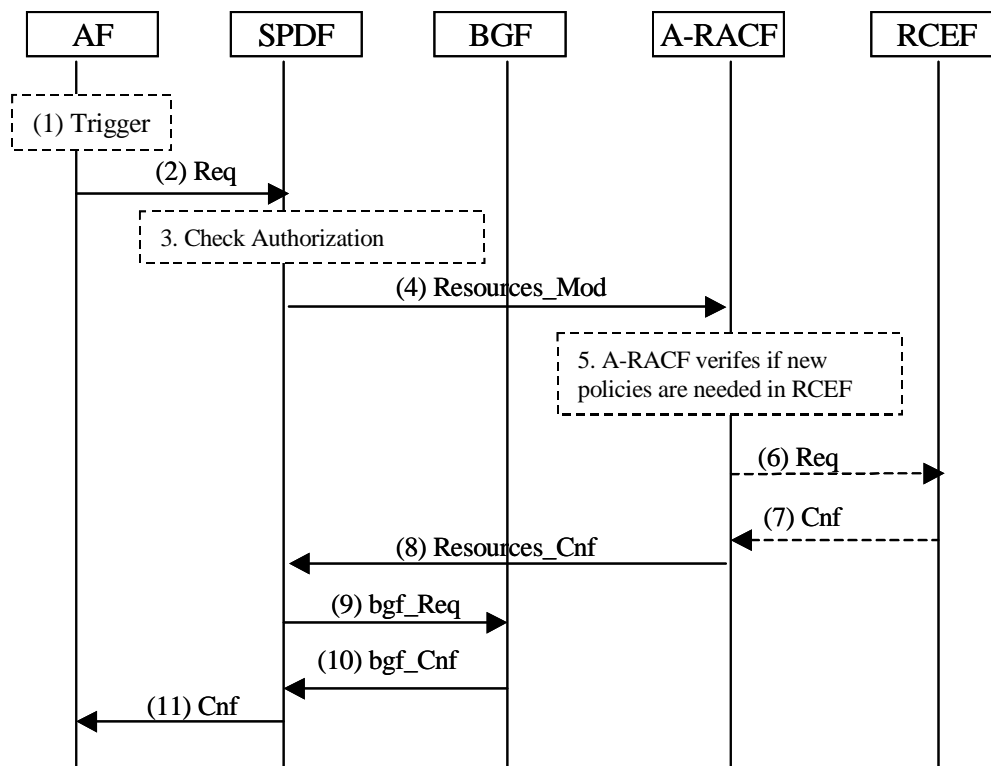 AF
SPDF
BGF
A-RACF
RCEF
(1) Trigger
(2) Req
3. Check Authorization
(4) Resources_Mod
5. A-RACF verifes if new
policies are needed in RCEF
(6) Req
(7) Cnf
(8) Resources_Cnf
(9) bgf_Req
(10) bgf_Cnf
(11) Cnf